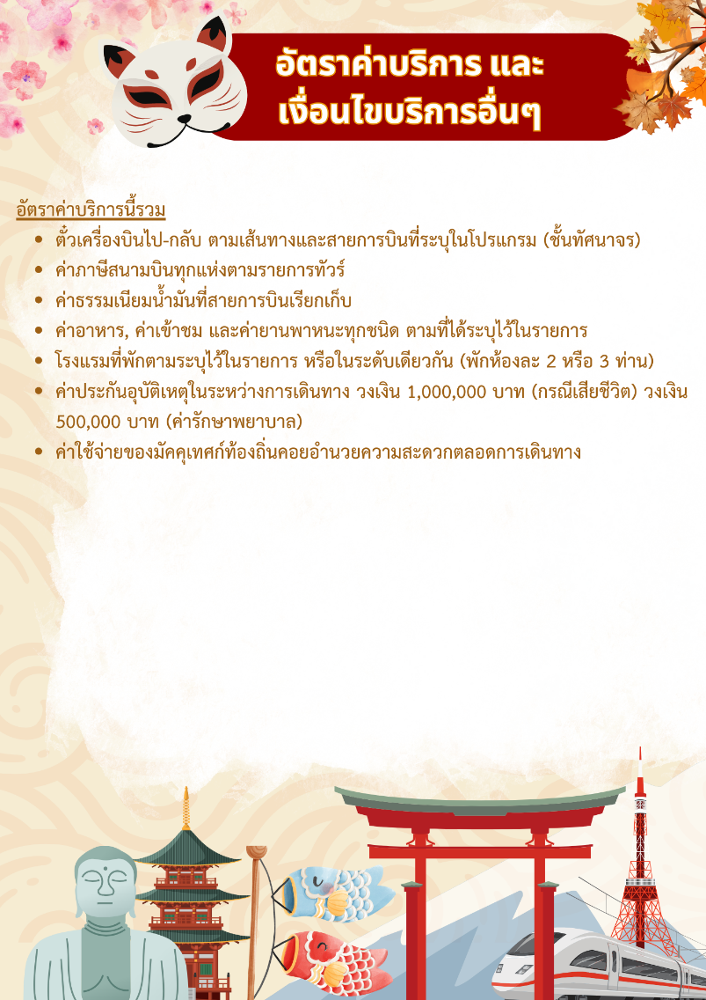 อัตราค่าบริการ และ
เงื่อนไขบริการอื่นๆ
อัตราค่าบริการนี้รวม
• ตั๋วเครื่องบินไป-กลับ ตามเส้นทางและสายการบินที่ระบุในโปรแกรม (ชั้นทัศนาจร)
• ค่าภาษีสนามบินทุกแห่งตามรายการทัวร์
• ค่าธรรมเนียมน้ำมันที่สายการบินเรียกเก็บ
• ค่าอาหาร, ค่าเข้าชม และค่ายานพาหนะทุกชนิด ตามที่ได้ระบุไว้ในรายการ
• โรงแรมที่พักตามระบุไว้ในรายการ หรือในระดับเดียวกัน (พักห้องละ 2 หรือ 3 ท่าน)
• ค่าประกันอุบัติเหตุในระหว่างการเดินทาง วงเงิน 1,000,000 บาท (กรณีเสียชีวิต) วงเงิน
500,000 บาท (ค่ารักษาพยาบาล)
• ค่าใช้จ่ายของมัคคุเทศก์ท้องถิ่นคอยอำนวยความสะดวกตลอดการเดินทาง